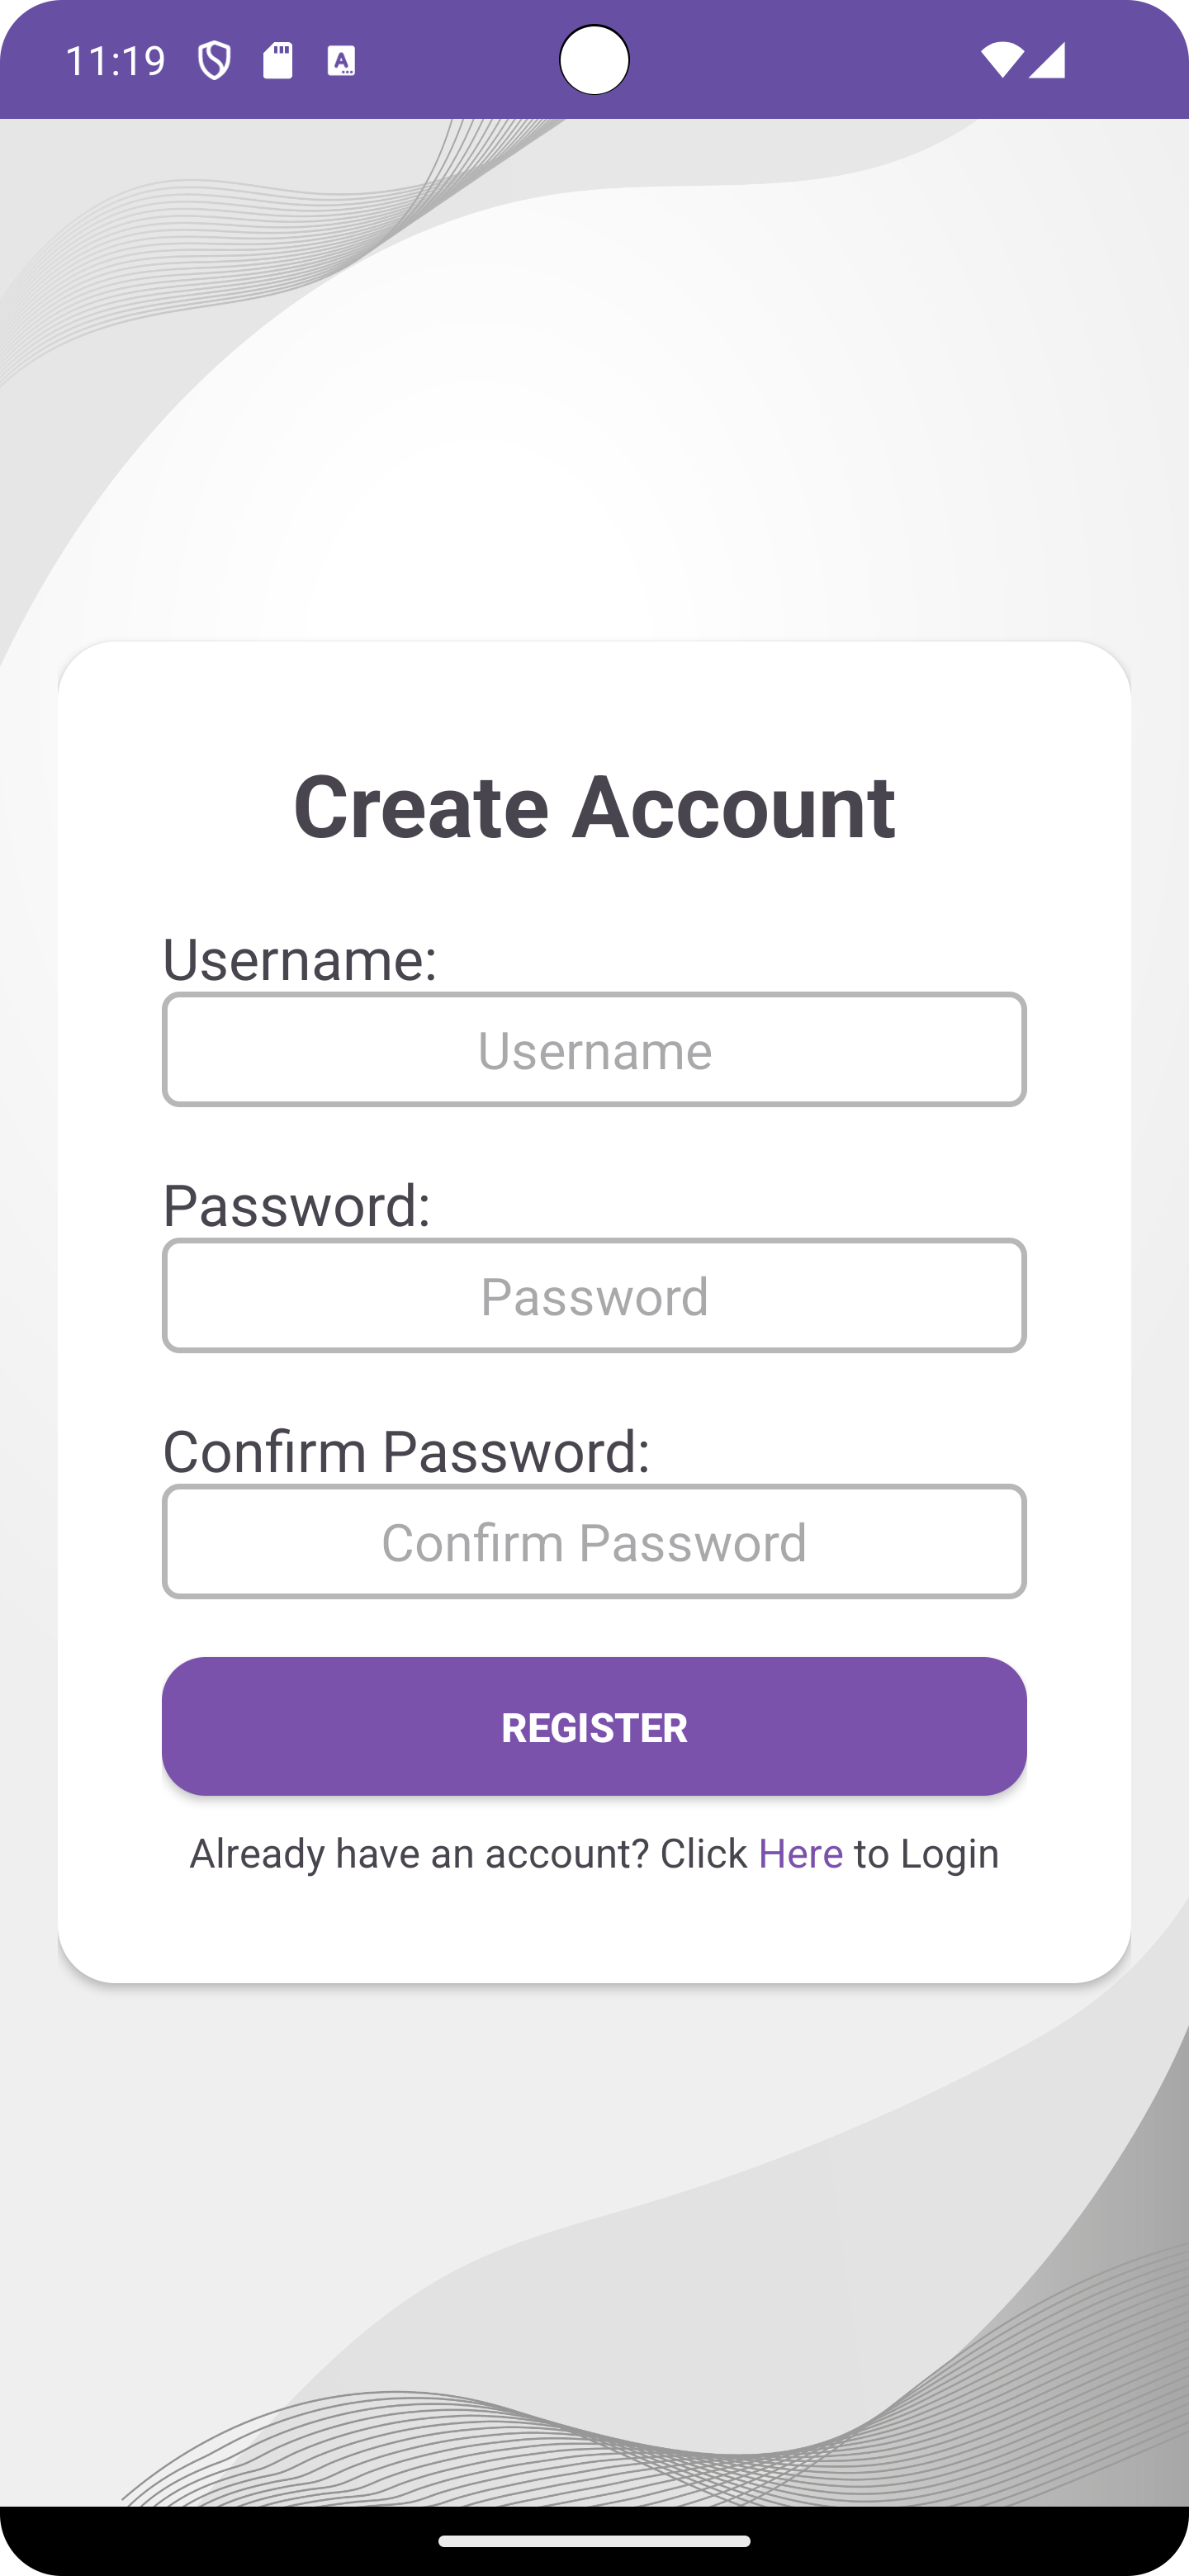 11:19
Create Account
Username:
Username
Password:
Password
Confirm Password:
Confirm Password
REGISTER
Already have an account? Click Here to Login